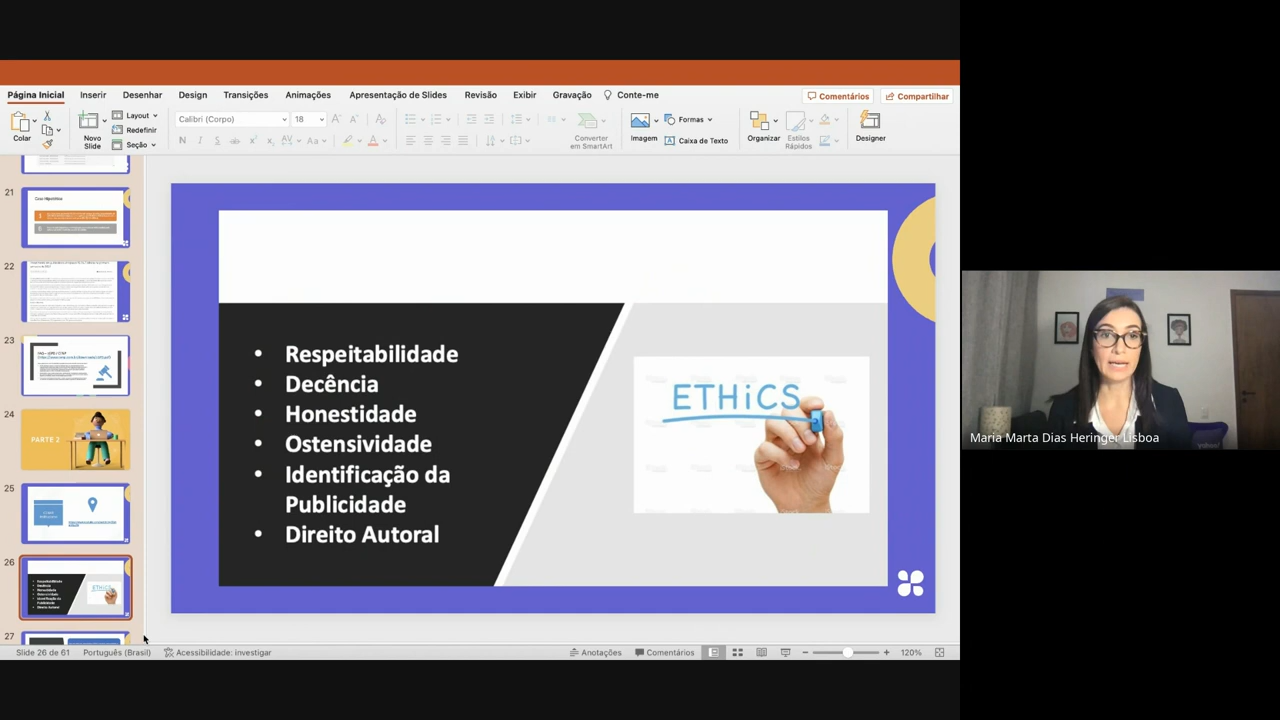 Página Inicial Inserir Desenhar Design Transições Animações Apresentação de Slides Revisão Exibir Gravação Conte-me Comentários Compartilhar
Colar
Novo
Slide
Layout
Redefinir
Seção
Calibri (Corpo) 18
Converter
em SmartArt
Imagem
Formas
Caixa de Texto
Organizar
Estilos
Rápidos
Designer
21
22
23
24
PARTE 2
25
26
27
• Respeitabilidade
• Decência
• Honestidade
• Ostensividade
• Identificação da
Publicidade
• Direito Autoral
ETHiCS
Maria Marta Dias Heringer Lisboa
Slide 26 de 61 Português (Brasil) Acessibilidade: investigar Anotações Comentários 120%